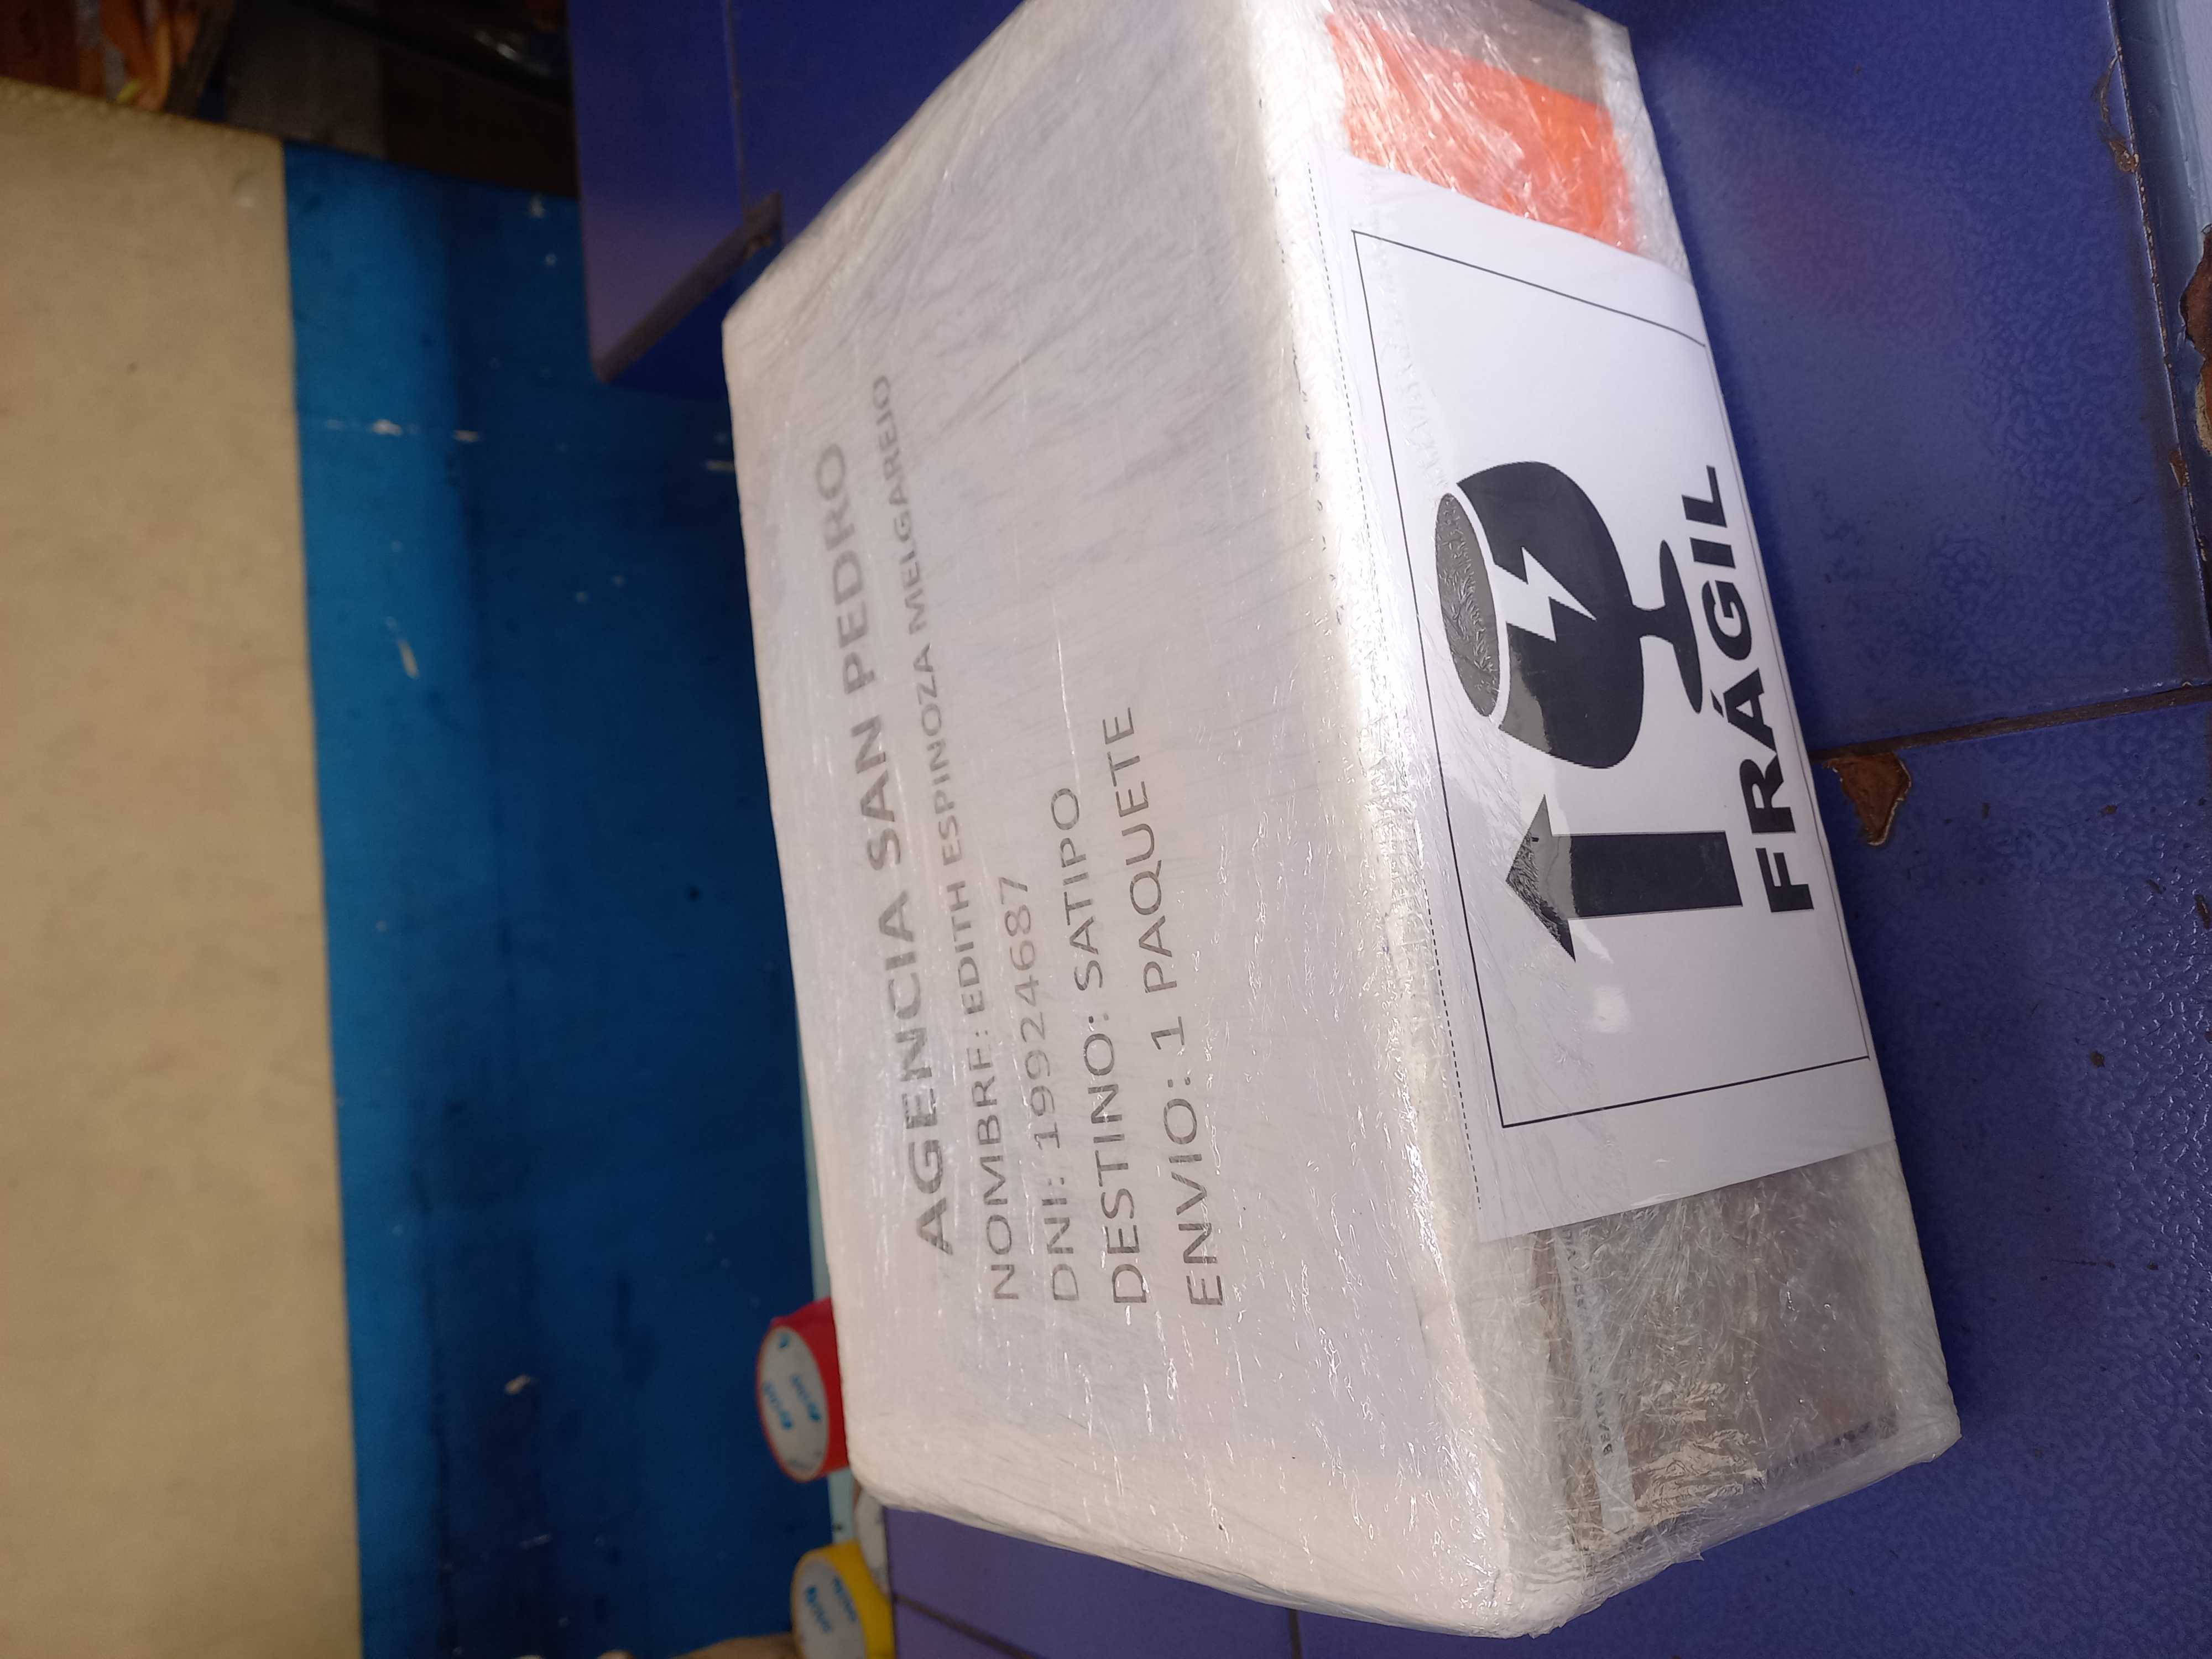 AGENCIA SAN PEDRO
NOMBRE: EDITH ESPINOZA MELGAREJO
DNI: 19924687
DESTINO: SATIPO
ENVIO: 1 PAQUETE
FRÁGIL